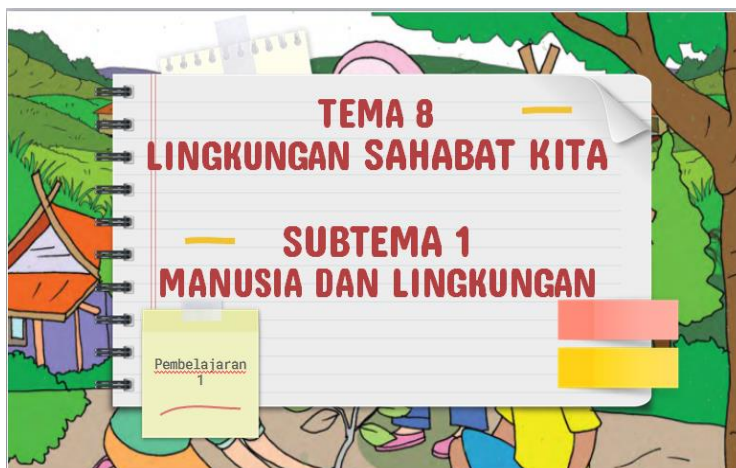 TEMA 8
LINGKUNGAN SAHABAT KITA
SUBTEMA 1
MANUSIA DAN LINGKUNGAN
Pembelajaran
1